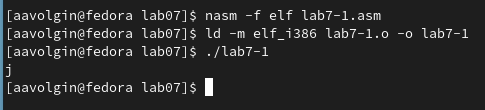 [aavolgin@fedora lab07]$ nasm -f elf lab7-1.asm
[aavolgin@fedora lab07]$ ld -m elf_i386 lab7-1.o -o lab7-1
[aavolgin@fedora lab07]$ ./lab7-1
j
[aavolgin@fedora lab07]$